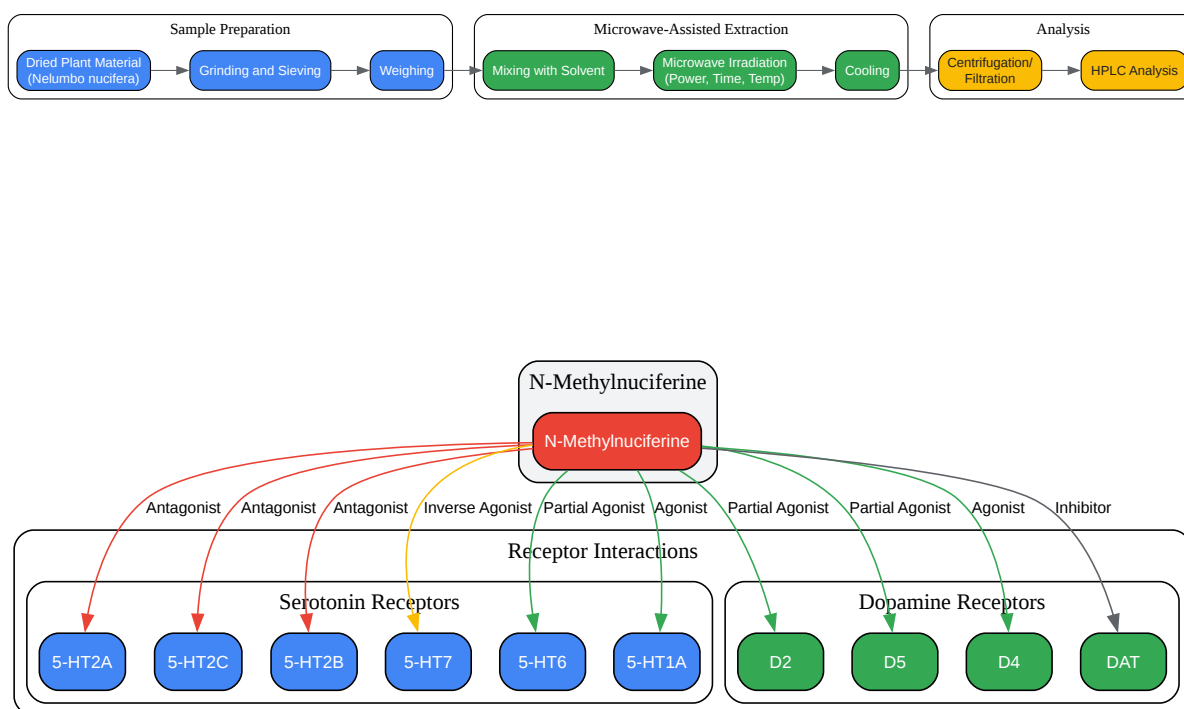 Sample Preparation
Microwave-Assisted Extraction
Analysis
Dried Plant Material
(Nelumbo nucifera)
Grinding and Sieving
Weighing
Mixing with Solvent
Microwave Irradiation
(Power, Time, Temp)
Cooling
Centrifugation/
Filtration
HPLC Analysis
N-Methylnuciferine
N-Methylnuciferine
Antagonist
Antagonist
Antagonist
Inverse Agonist
Partial Agonist
Agonist
Partial Agonist
Partial Agonist
Agonist
Inhibitor
Receptor Interactions
Serotonin Receptors
Dopamine Receptors
5-HT2A
5-HT2C
5-HT2B
5-HT7
5-HT6
5-HT1A
D2
D5
D4
DAT